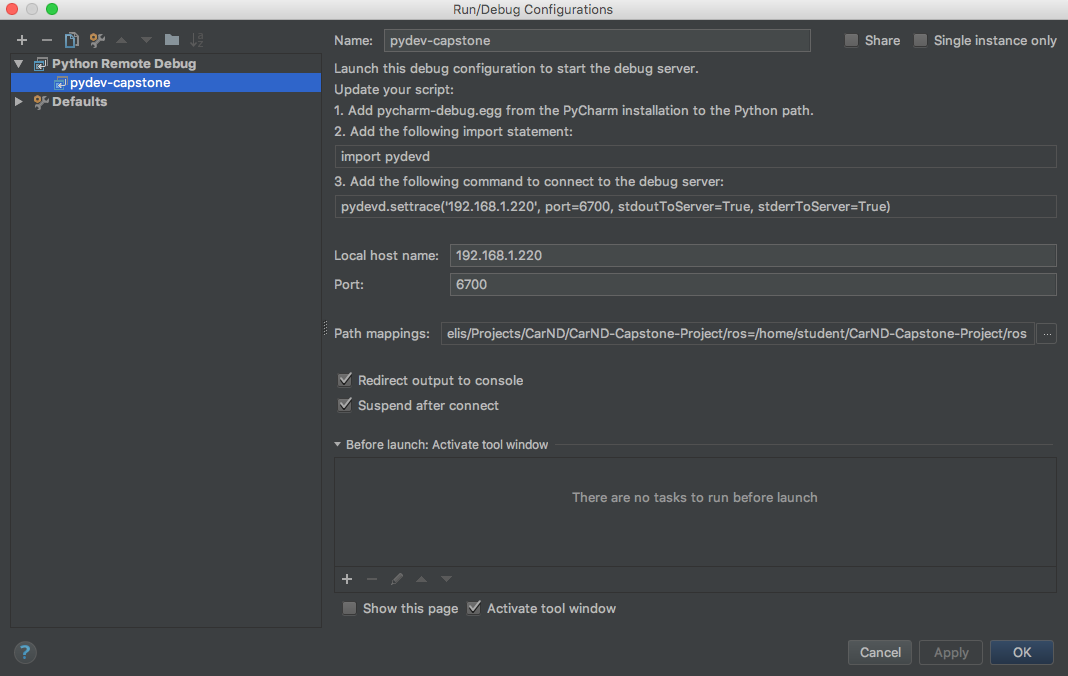 Run/Debug Configurations
Python Remote Debug
pydev-capstone
Defaults
Name: pydev-capstone Share Single instance only
Launch this debug configuration to start the debug server.
Update your script:
1. Add pycharm-debug.egg from the PyCharm installation to the Python path.
2. Add the following import statement:
import pydevd
3. Add the following command to connect to the debug server:
pydevd.settrace('192.168.1.220', port=6700, stdoutToServer=True, stderrToServer=True)
Local host name: 192.168.1.220
Port: 6700
Path mappings: elis/Projects/CarND/CarND-Capstone-Project/ros=/home/student/CarND-Capstone-Project/ros ...
Redirect output to console
Suspend after connect
Before launch: Activate tool window
There are no tasks to run before launch
Show this page Activate tool window
? Cancel Apply OK